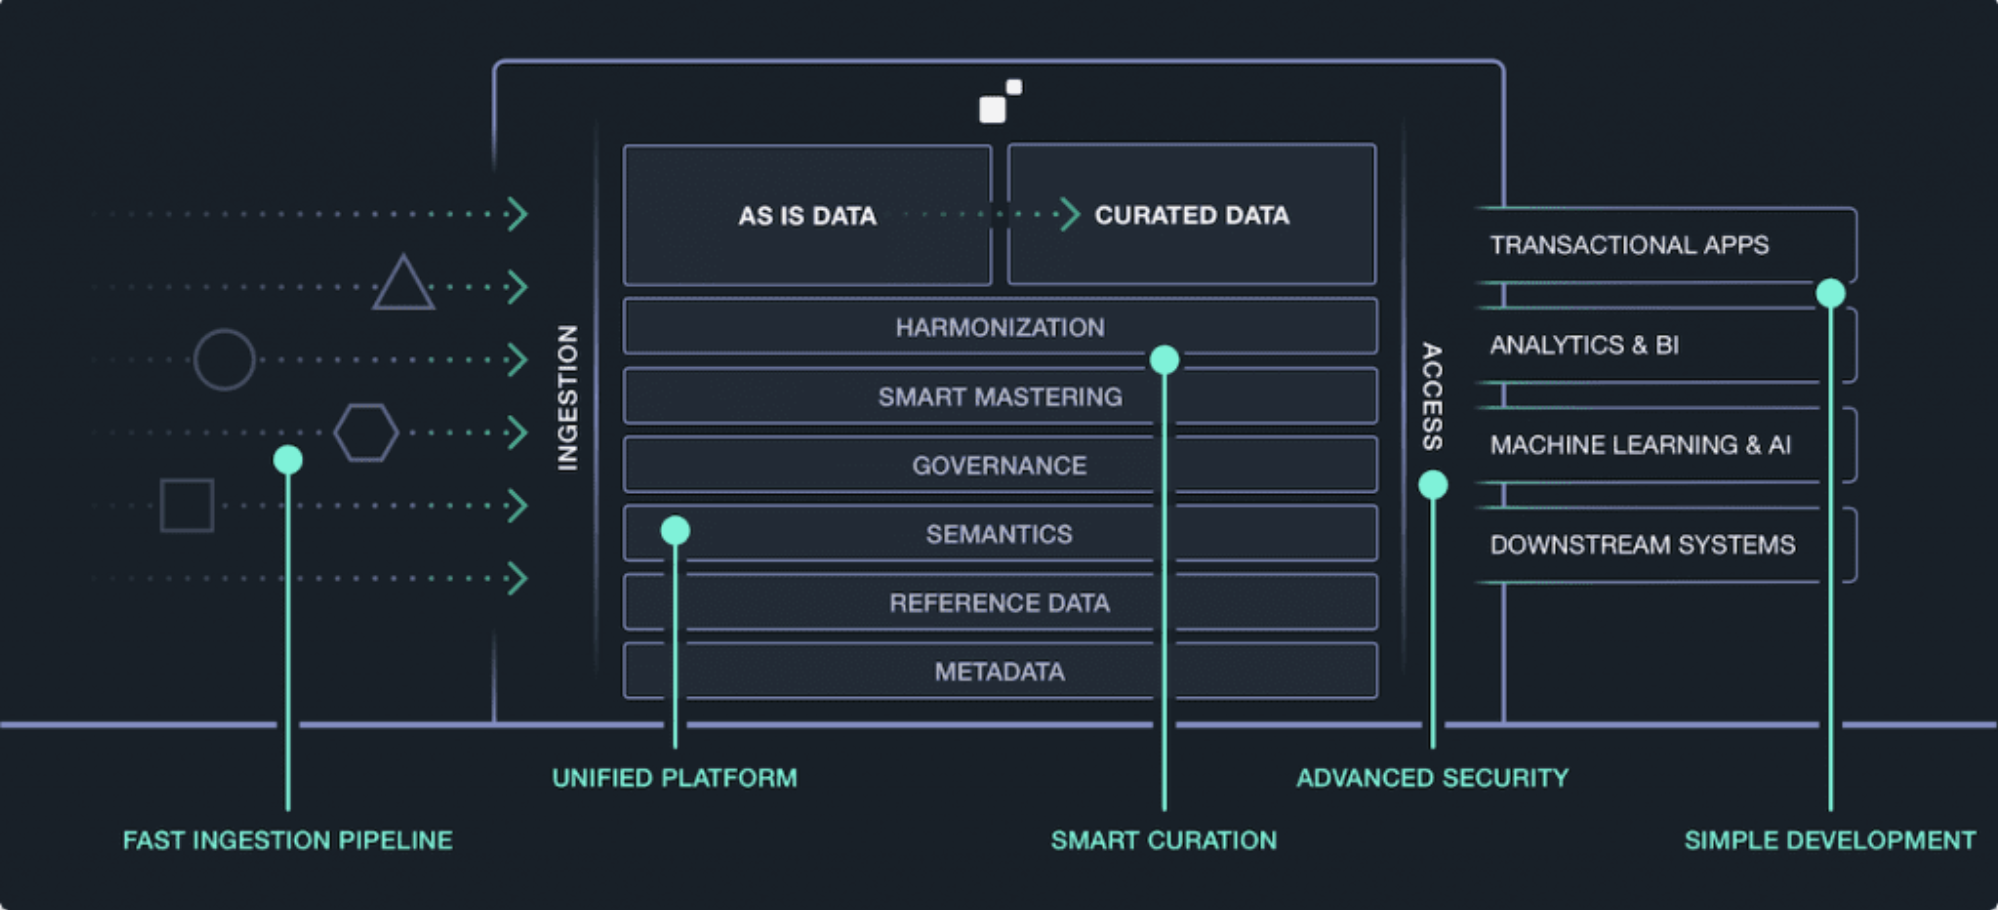 AS IS DATA
CURATED DATA
INGESTION
HARMONIZATION
SMART MASTERING
GOVERNANCE
SEMANTICS
REFERENCE DATA
METADATA
ACCESS
TRANSACTIONAL APPS
ANALYTICS & BI
MACHINE LEARNING & AI
DOWNSTREAM SYSTEMS
UNIFIED PLATFORM
ADVANCED SECURITY
FAST INGESTION PIPELINE
SMART CURATION
SIMPLE DEVELOPMENT